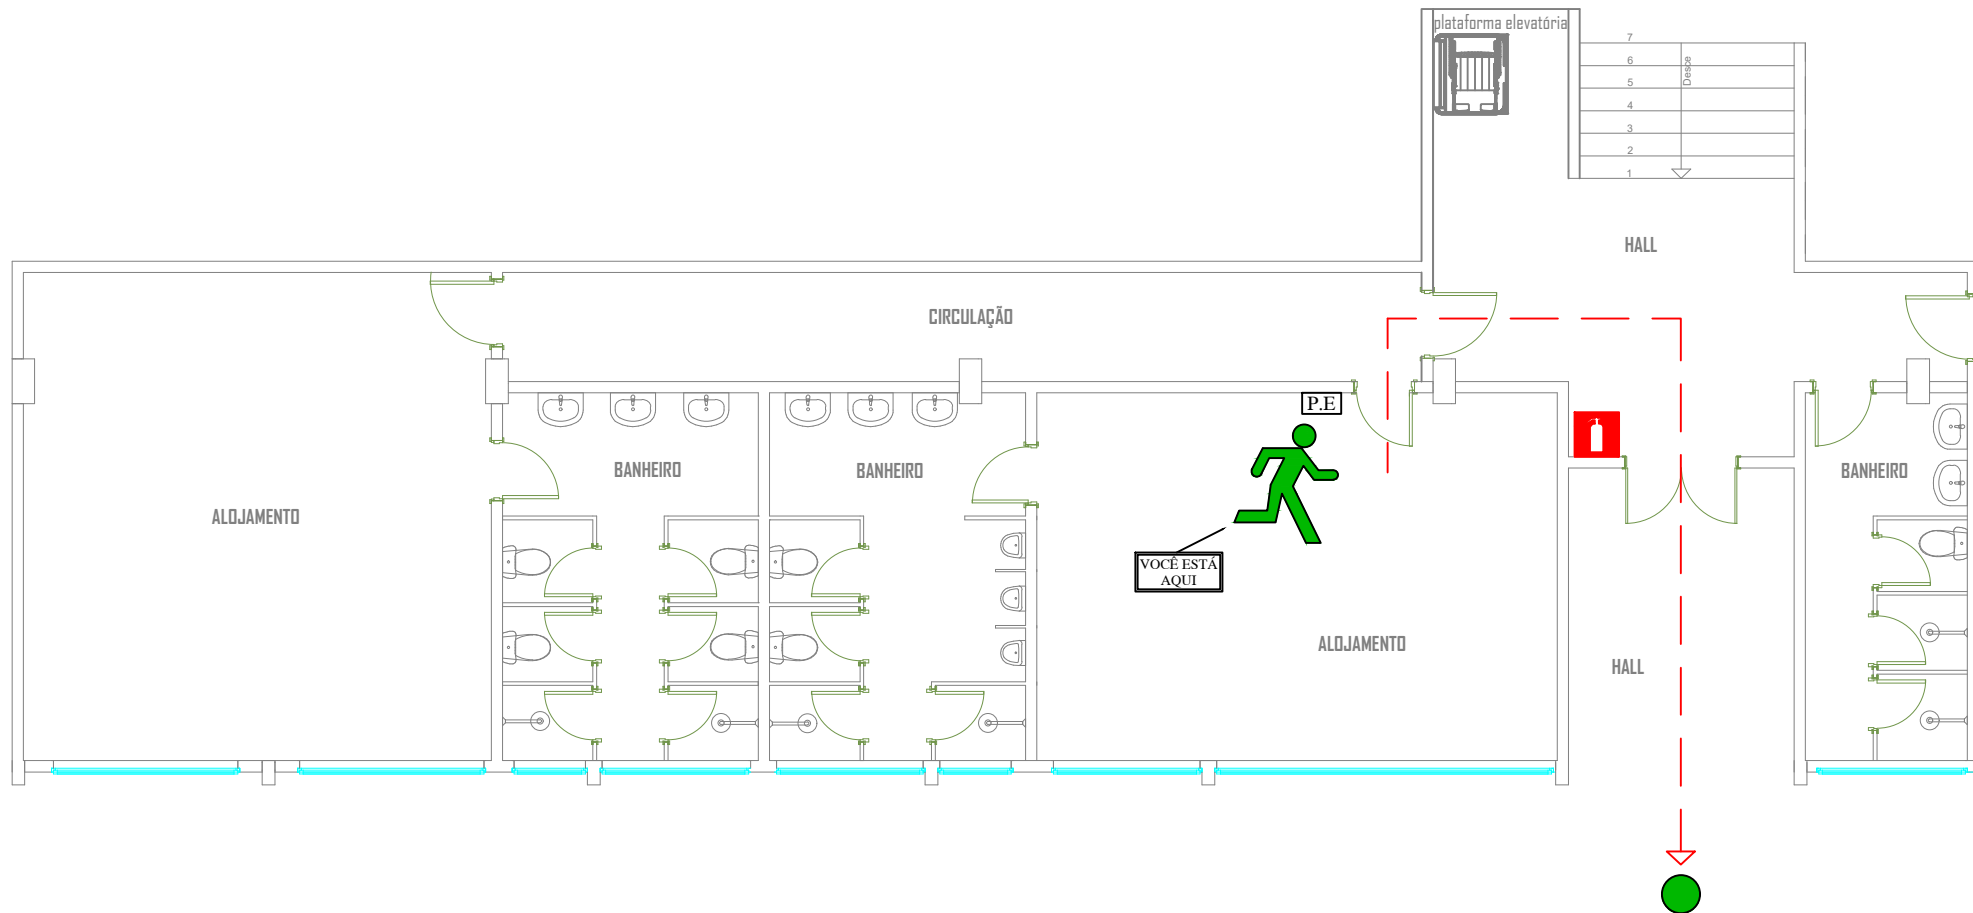 plataforma elevatória
7
6
5
4
3
2
1
Desce
HALL
CIRCULAÇÃO
P.E
BANHEIRO
BANHEIRO
BANHEIRO
ALOJAMENTO
VOCÊ ESTÁ
AQUI
ALOJAMENTO
HALL